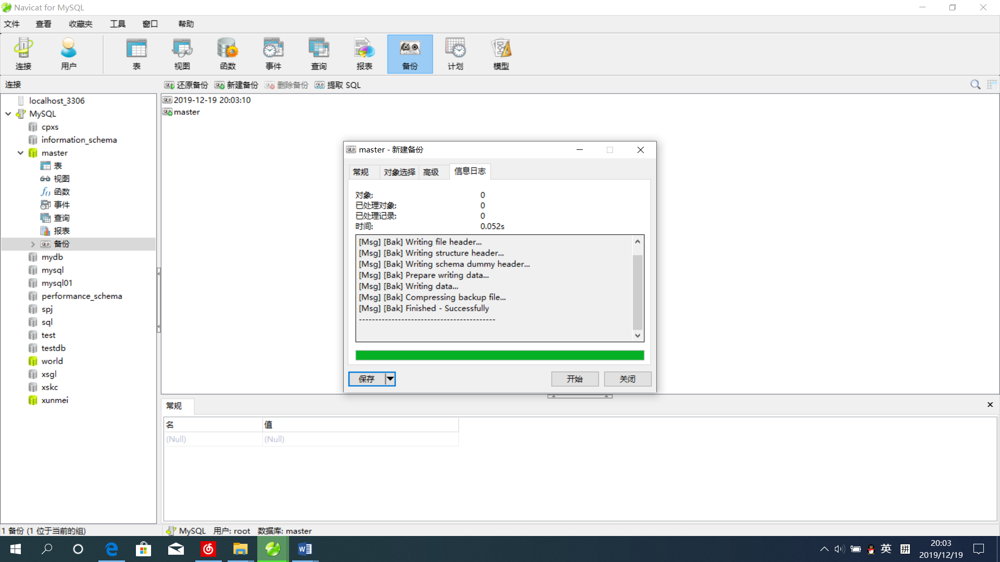 Navicat for MySQL
文件 查看 收藏夹 工具 窗口 帮助
连接 用户 表 视图 函数 事件 查询 报表 备份 计划 模型
连接
还原备份 新建备份 删除备份 提取 SQL
localhost_3306
MySQL
cpxs
information_schema
master
表
视图
函数
事件
查询
报表
备份
mydb
mysql
mysql01
performance_schema
spj
sql
test
testdb
world
xsgl
xskc
xunmei
2019-12-19 20:03:10
master
master - 新建备份
常规 对象选择 高级 信息日志
对象: 0
已处理对象: 0
已处理记录: 0
时间: 0.052s
[Msg] [Bak] Writing file header...
[Msg] [Bak] Writing structure header...
[Msg] [Bak] Writing schema dummy header...
[Msg] [Bak] Prepare writing data...
[Msg] [Bak] Writing data...
[Msg] [Bak] Compressing backup file...
[Msg] [Bak] Finished - Successfully
------------------------------------------
保存 开始 关闭
常规
名 值
(Null) (Null)
1 备份 (1 位于当前的组) MySQL 用户: root 数据库: master
英 拼 20:03
2019/12/19